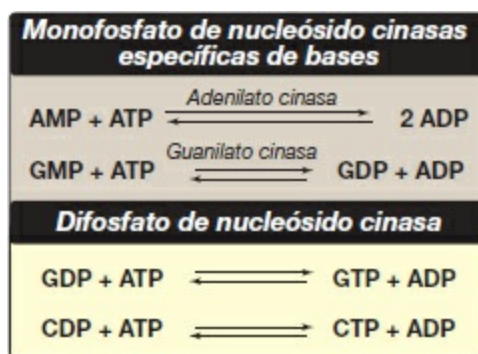 Monofosfato de nucleósido cinasas
específicas de bases
Adenilato cinasa
AMP + ATP 2 ADP
Guanilato cinasa
GMP + ATP GDP + ADP
Difosfato de nucleósido cinasa
GDP + ATP GTP + ADP
CDP + ATP CTP + ADP